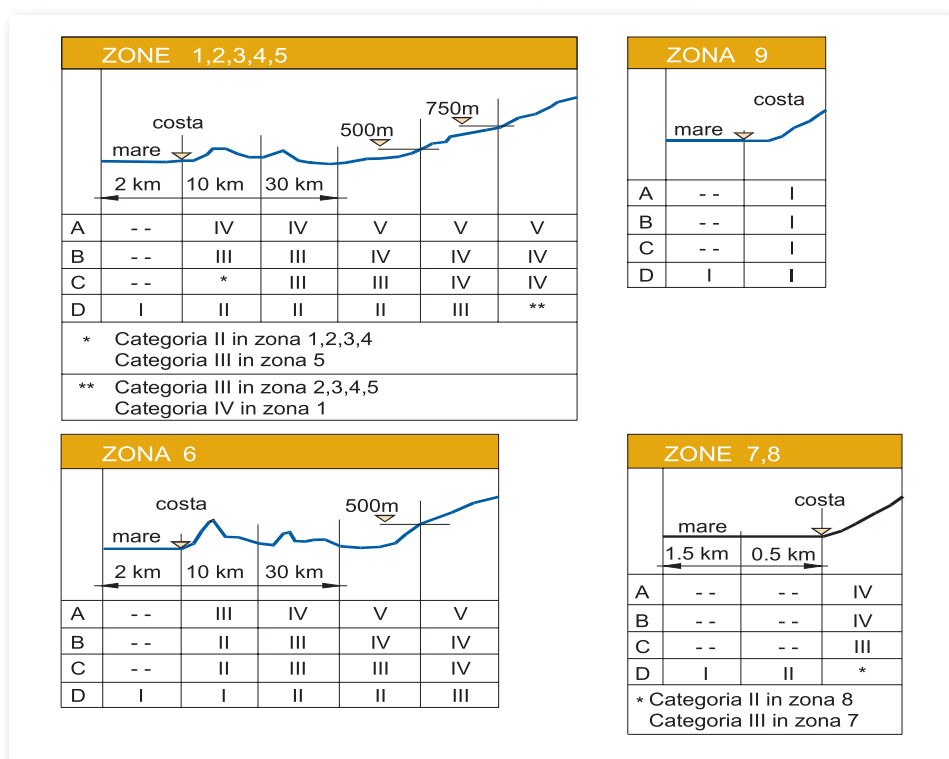 ZONE 1,2,3,4,5
costa
mare
500m
750m
2 km 10 km 30 km
A - - IV IV V V V
B - - III III IV IV IV
C - - * III III IV IV
D I II II II III **
* Categoria II in zona 1,2,3,4
Categoria III in zona 5
** Categoria III in zona 2,3,4,5
Categoria IV in zona 1
ZONA 9
costa
mare
A - - I
B - - I
C - - I
D I I
ZONA 6
costa
mare
500m
2 km 10 km 30 km
A - - III IV V V
B - - II III IV IV
C - - II III III IV
D I I II II III
ZONE 7,8
costa
mare
1.5 km 0.5 km
A - - - - IV
B - - - - IV
C - - - - III
D I II *
* Categoria II in zona 8
Categoria III in zona 7